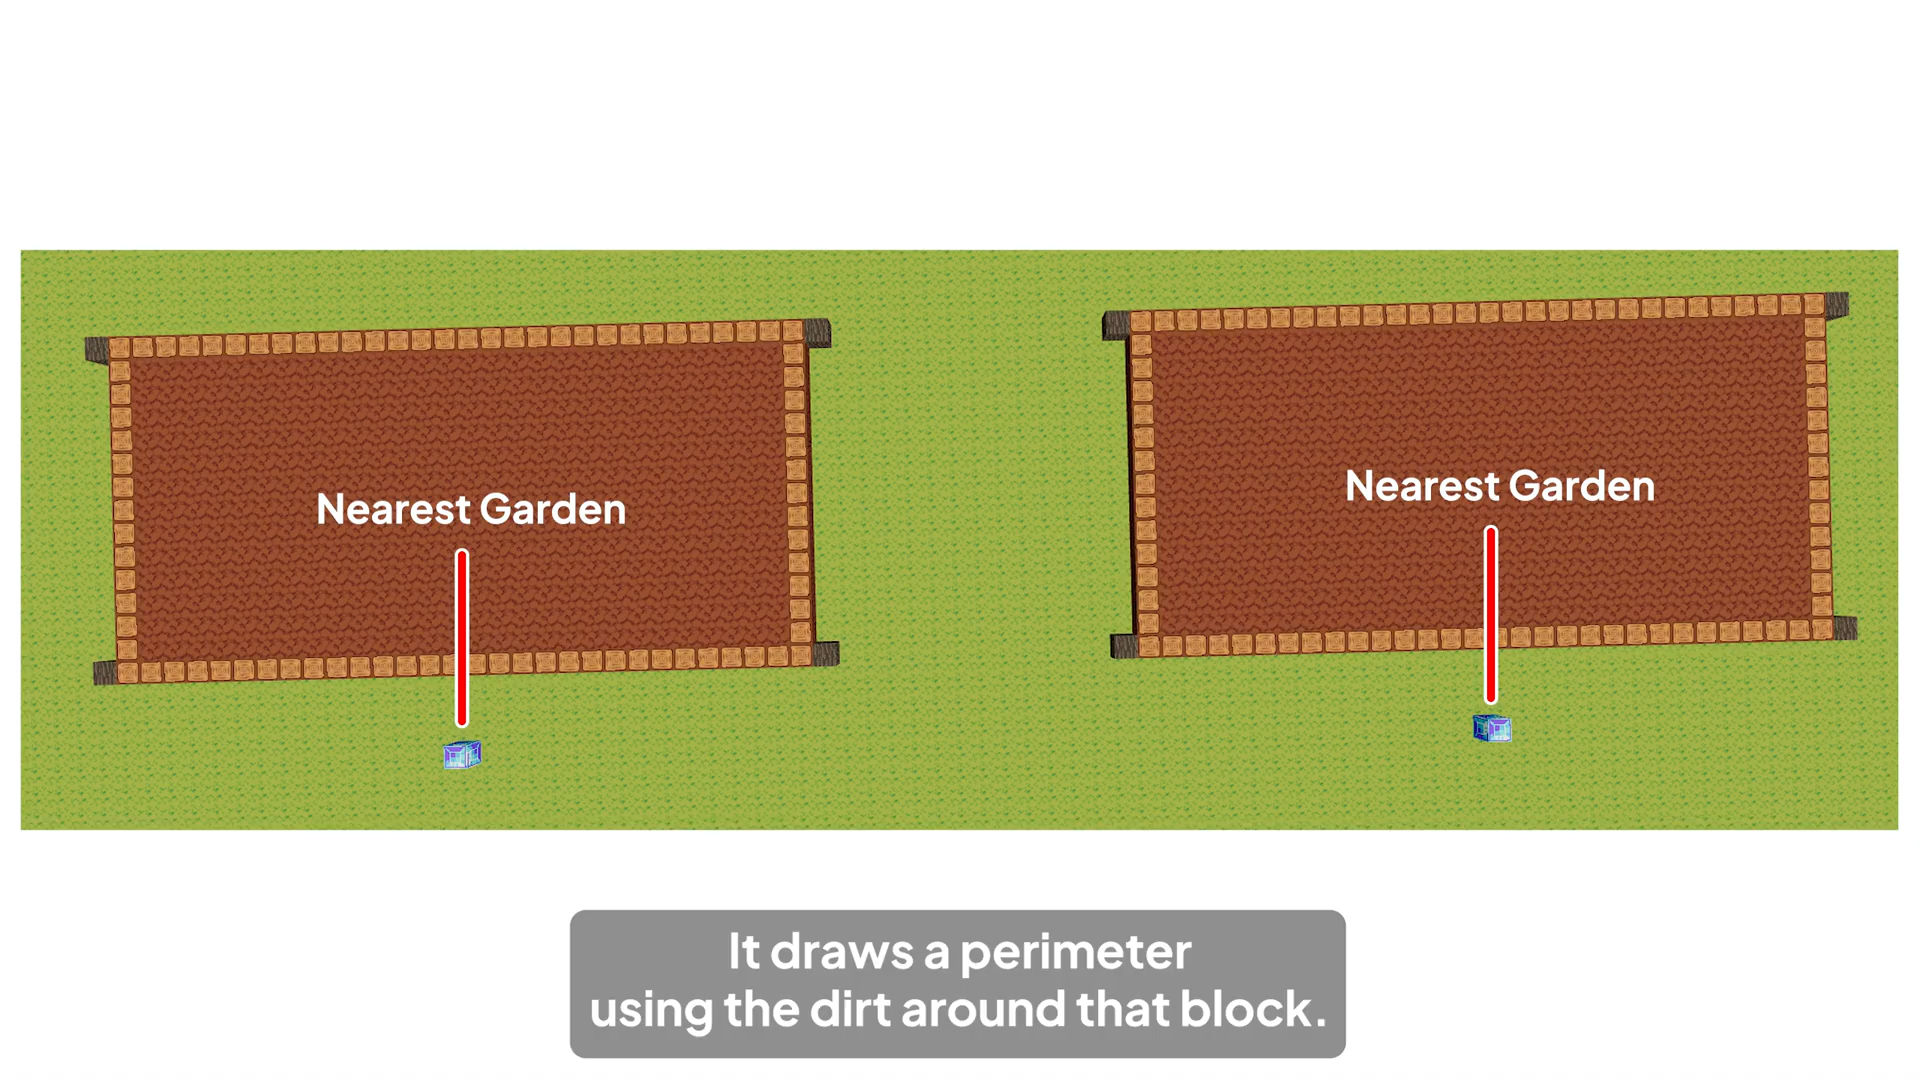 Nearest Garden
Nearest Garden
It draws a perimeter
using the dirt around that block.